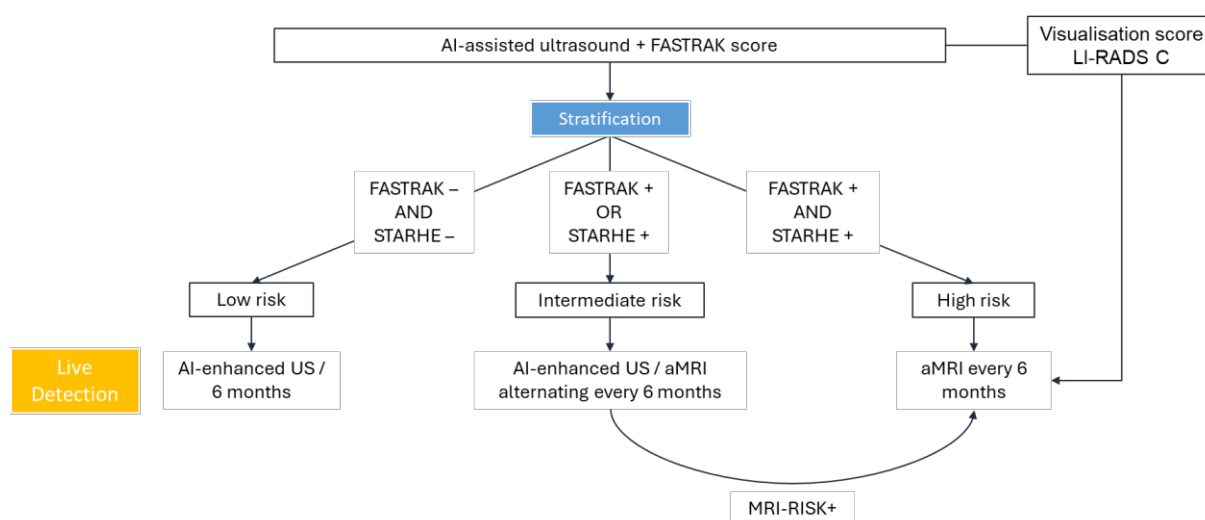 AI-assisted ultrasound + FASTRAK score
Visualisation score
LI-RADS C
Stratification
FASTRAK –
AND
STARHE –
FASTRAK +
OR
STARHE +
FASTRAK +
AND
STARHE +
Low risk
Intermediate risk
High risk
Live
Detection
AI-enhanced US /
6 months
AI-enhanced US / aMRI
alternating every 6 months
aMRI every 6
months
MRI-RISK+